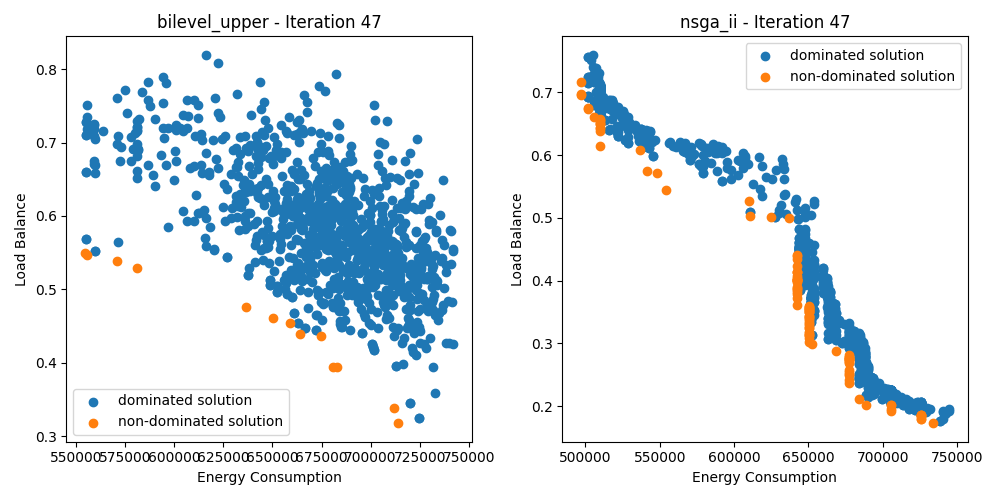 bilevel_upper - Iteration 47
0.8
0.7
0.6
0.5
0.4
0.3
Load Balance
dominated solution
non-dominated solution
550000 575000 600000 625000 650000 675000 700000 725000 750000
Energy Consumption
nsga_ii - Iteration 47
dominated solution
non-dominated solution
0.7
0.6
0.5
0.4
0.3
0.2
Load Balance
500000 550000 600000 650000 700000 750000
Energy Consumption